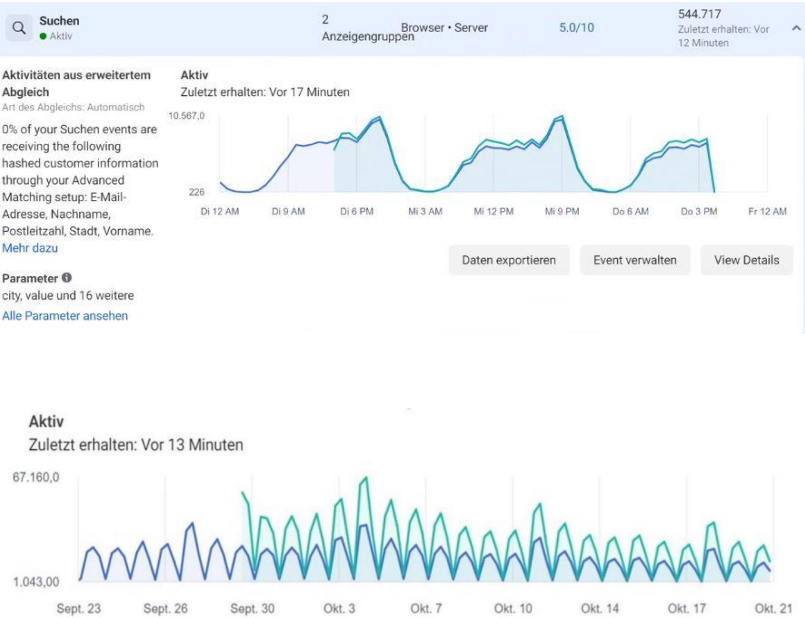 Suchen
Aktiv
2
Anzeigengruppen
Browser • Server
5.0/10
544.717
Zuletzt erhalten: Vor
12 Minuten
Aktivitäten aus erweitertem
Abgleich
Art des Abgleichs: Automatisch
0% of your Suchen events are
receiving the following
hashed customer information
through your Advanced
Matching setup: E-Mail-
Adresse, Nachname,
Postleitzahl, Stadt, Vorname.
Mehr dazu
Parameter
city, value und 16 weitere
Alle Parameter ansehen
Aktiv
Zuletzt erhalten: Vor 17 Minuten
10.567,0
226
Di 12 AM Di 9 AM Di 6 PM Mi 3 AM Mi 12 PM Mi 9 PM Do 6 AM Do 3 PM Fr 12 AM
Daten exportieren Event verwalten View Details
Aktiv
Zuletzt erhalten: Vor 13 Minuten
67.160,0
1.043,00
Sept. 23 Sept. 26 Sept. 30 Okt. 3 Okt. 7 Okt. 10 Okt. 14 Okt. 17 Okt. 21